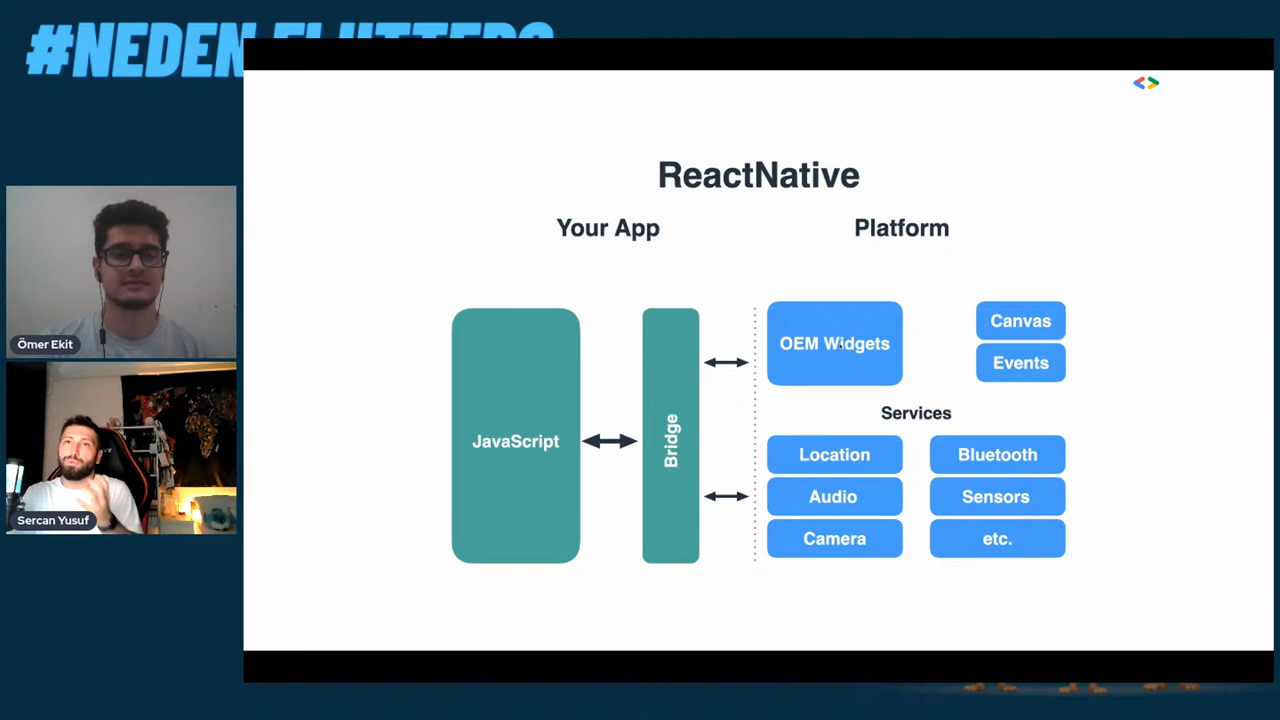 #NEDEN
ReactNative
Your App
Platform
OEM Widgets
Canvas
Events
JavaScript
Bridge
Services
Location
Bluetooth
Audio
Sensors
Camera
etc.
Ömer Ekit
Sercan Yusuf